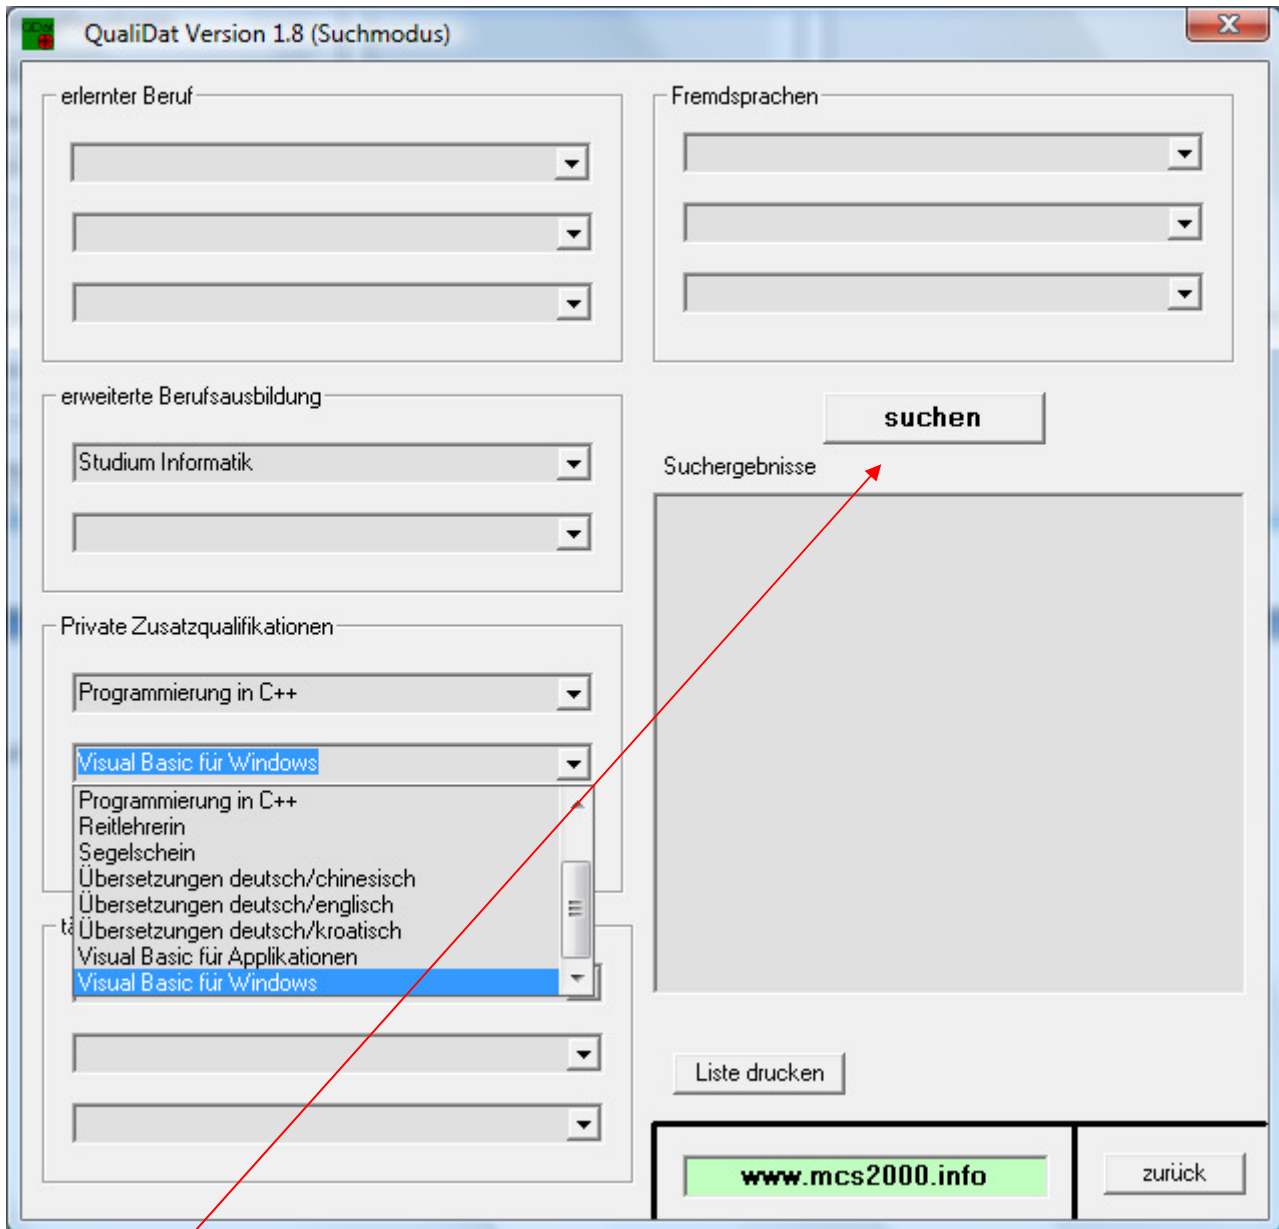 QualiDat Version 1.8 (Suchmodus)
erlernter Beruf
erweiterte Berufsausbildung
Studium Informatik
Private Zusatzqualifikationen
Programmierung in C++
Visual Basic für Windows
Programmierung in C++
Reitlehrerin
Segelschein
Übersetzungen deutsch/chinesisch
Übersetzungen deutsch/englisch
Übersetzungen deutsch/kroatisch
Visual Basic für Applikationen
Visual Basic für Windows
Fremdsprachen
suchen
Suchergebnisse
Liste drucken
www.mcs2000.info
zurück